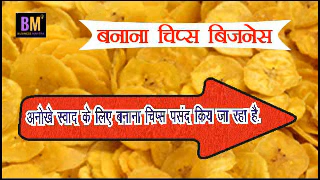 BM
बनाना चिप्स बिजनेस
अनोखे स्वाद के लिए बनाना चिप्स पसंद किय जा रहा है.